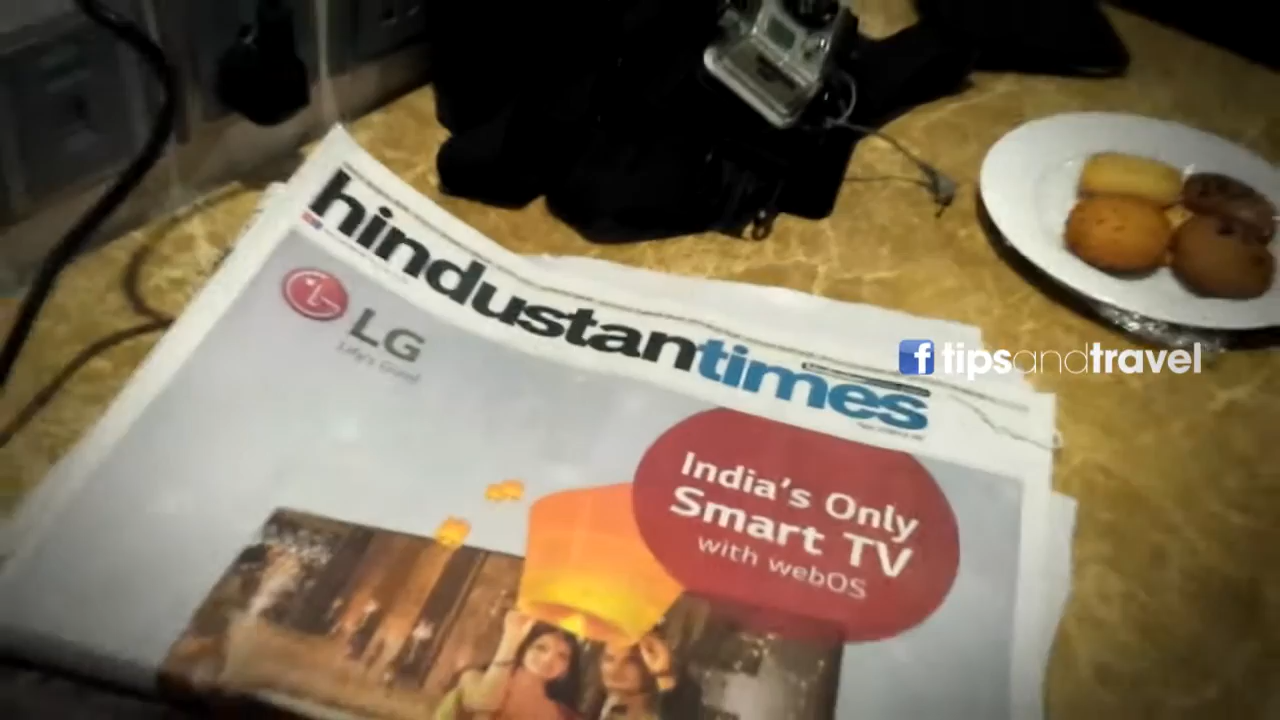 hindustantimes
LG
Life's Good
f tipsandtravel
India's Only
Smart TV
with webOS